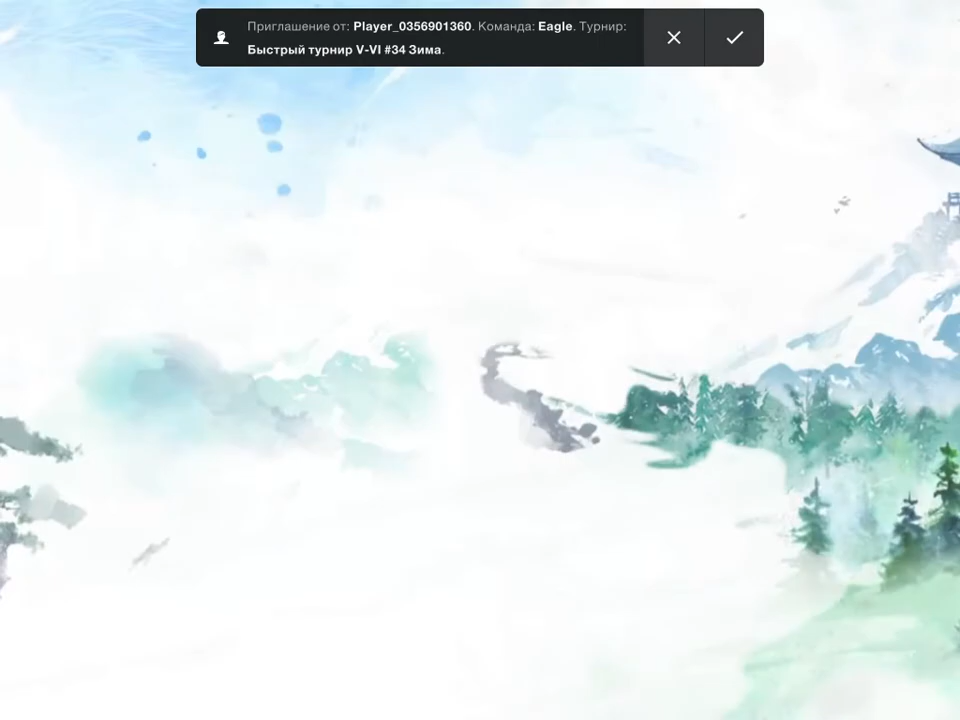 Приглашение от: Player_0356901360. Команда: Eagle. Турнир:
Быстрый турнир V-VI #34 Зима.